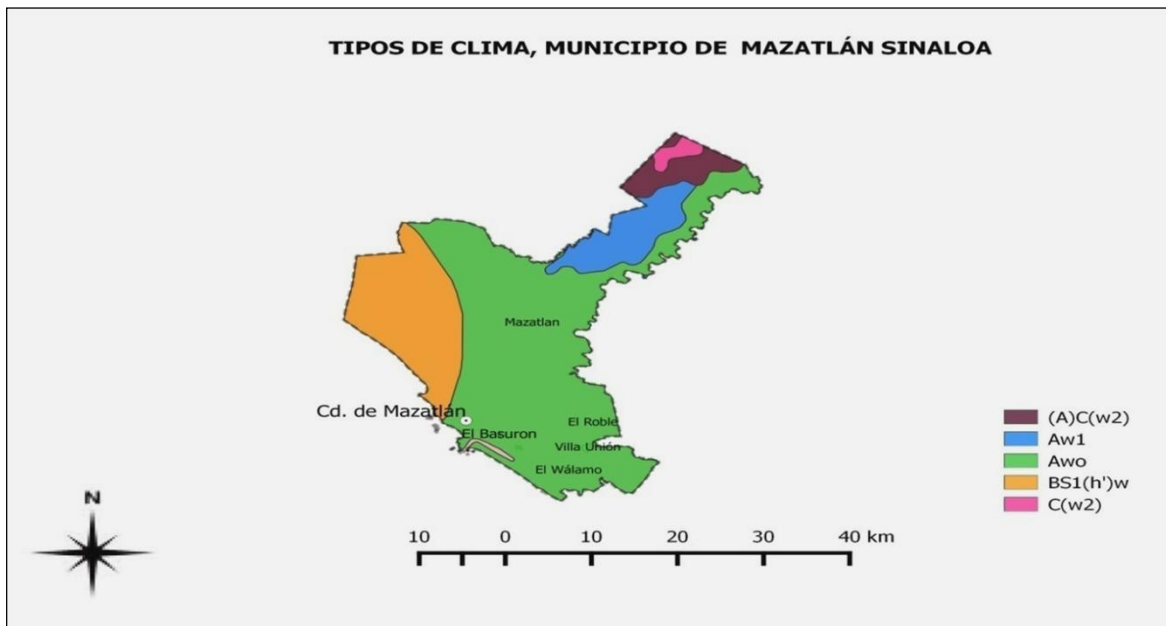 TIPOS DE CLIMA, MUNICIPIO DE MAZATLÁN SINALOA
Mazatlan
Cd. de Mazatlán
El Roble
El Basuron
Villa Unión
El Wálamo
(A)C(w2)
Aw1
Awo
BS1(h')w
C(w2)
N
10 0 10 20 30 40 km